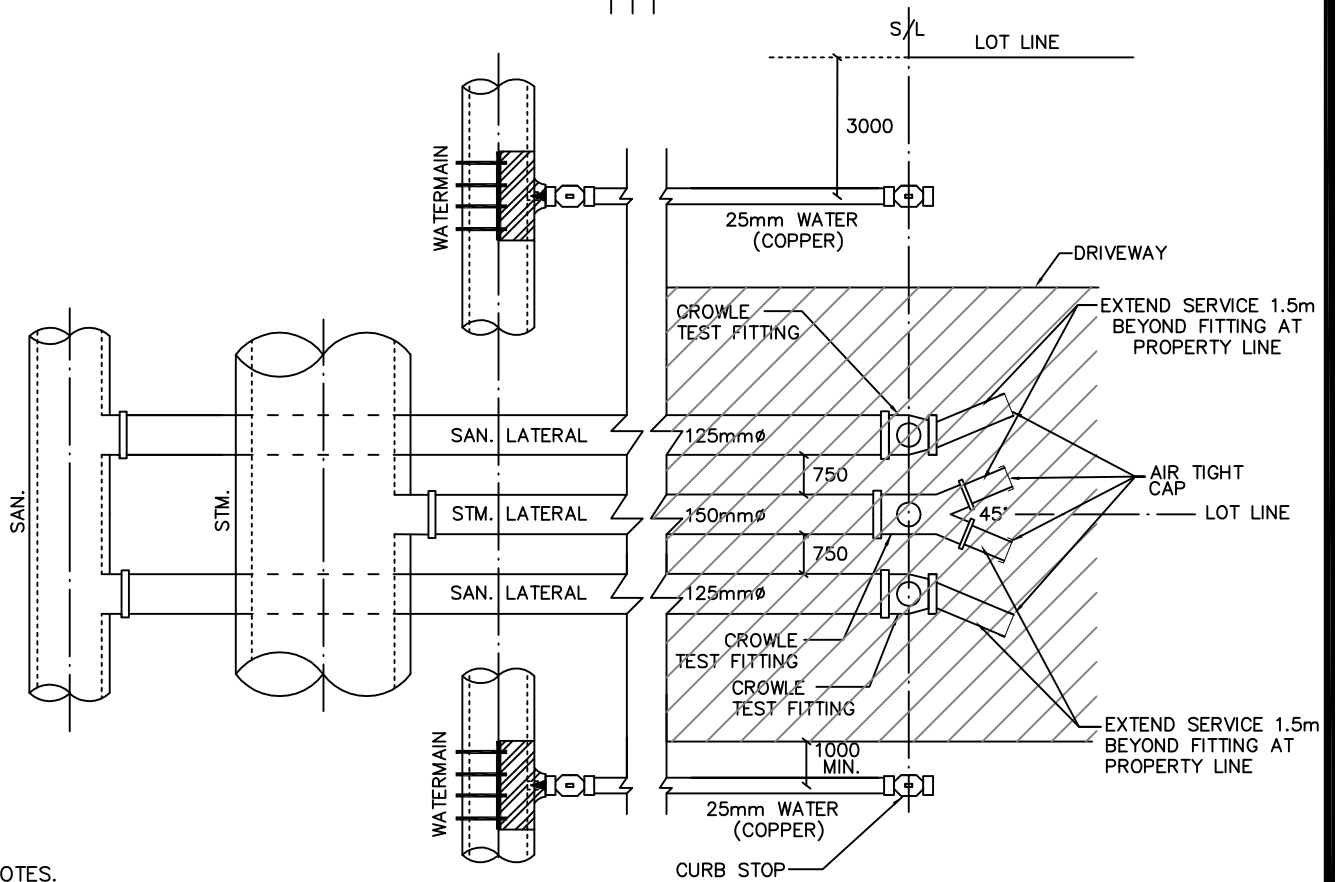 S/L
LOT LINE
3000
WATERMAIN
25mm WATER
(COPPER)
DRIVEWAY
CROWLE
TEST FITTING
EXTEND SERVICE 1.5m
BEYOND FITTING AT
PROPERTY LINE
SAN. LATERAL
125mmø
750
AIR TIGHT
CAP
SAN.
STM.
STM. LATERAL
150mmø
45°
LOT LINE
750
SAN. LATERAL
125mmø
CROWLE
TEST FITTING
CROWLE
TEST FITTING
EXTEND SERVICE 1.5m
BEYOND FITTING AT
PROPERTY LINE
1000
MIN.
WATERMAIN
25mm WATER
(COPPER)
CURB STOP
OTES.